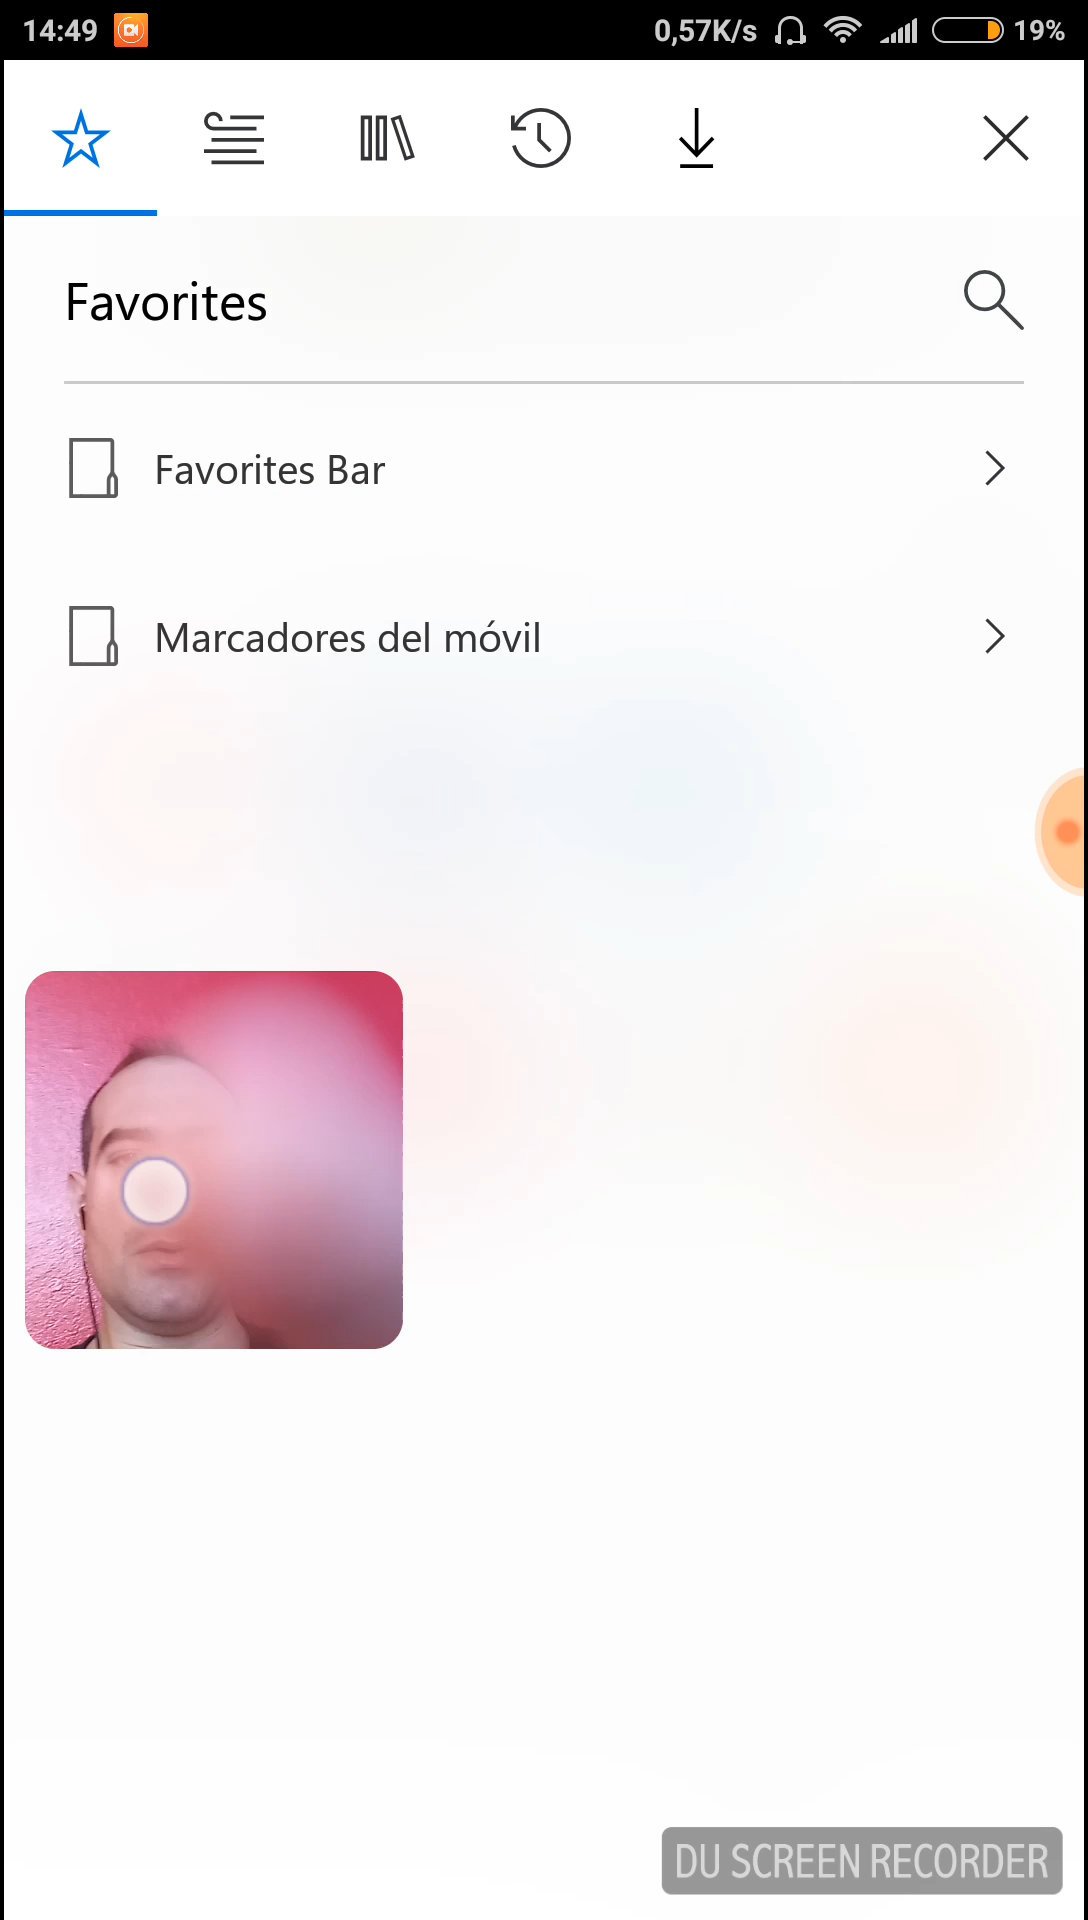 14:49 0,57K/s 19%
Favorites
Favorites Bar
Marcadores del móvil
DU SCREEN RECORDER